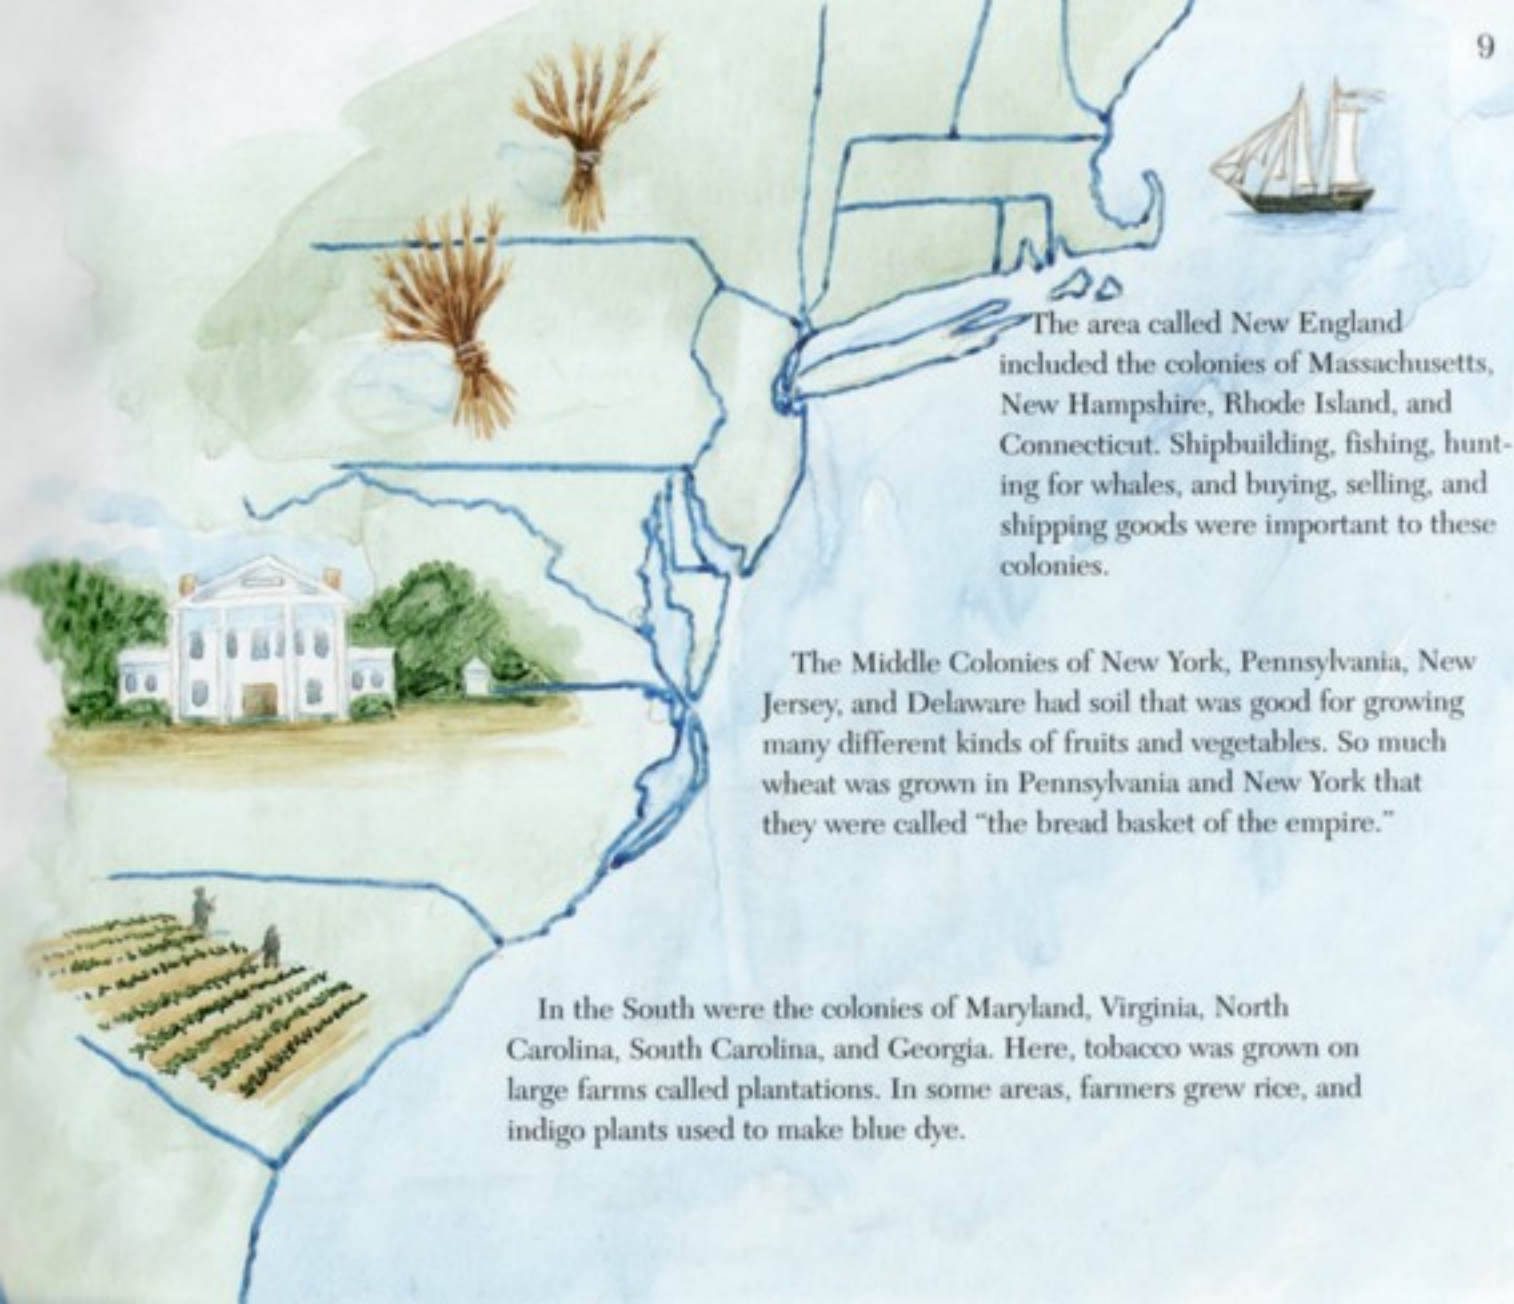 9
The area called New England
included the colonies of Massachusetts,
New Hampshire, Rhode Island, and
Connecticut. Shipbuilding, fishing, hunt-
ing for whales, and buying, selling, and
shipping goods were important to these
colonies.
The Middle Colonies of New York, Pennsylvania, New
Jersey, and Delaware had soil that was good for growing
many different kinds of fruits and vegetables. So much
wheat was grown in Pennsylvania and New York that
they were called “the bread basket of the empire.”
In the South were the colonies of Maryland, Virginia, North
Carolina, South Carolina, and Georgia. Here, tobacco was grown on
large farms called plantations. In some areas, farmers grew rice, and
indigo plants used to make blue dye.